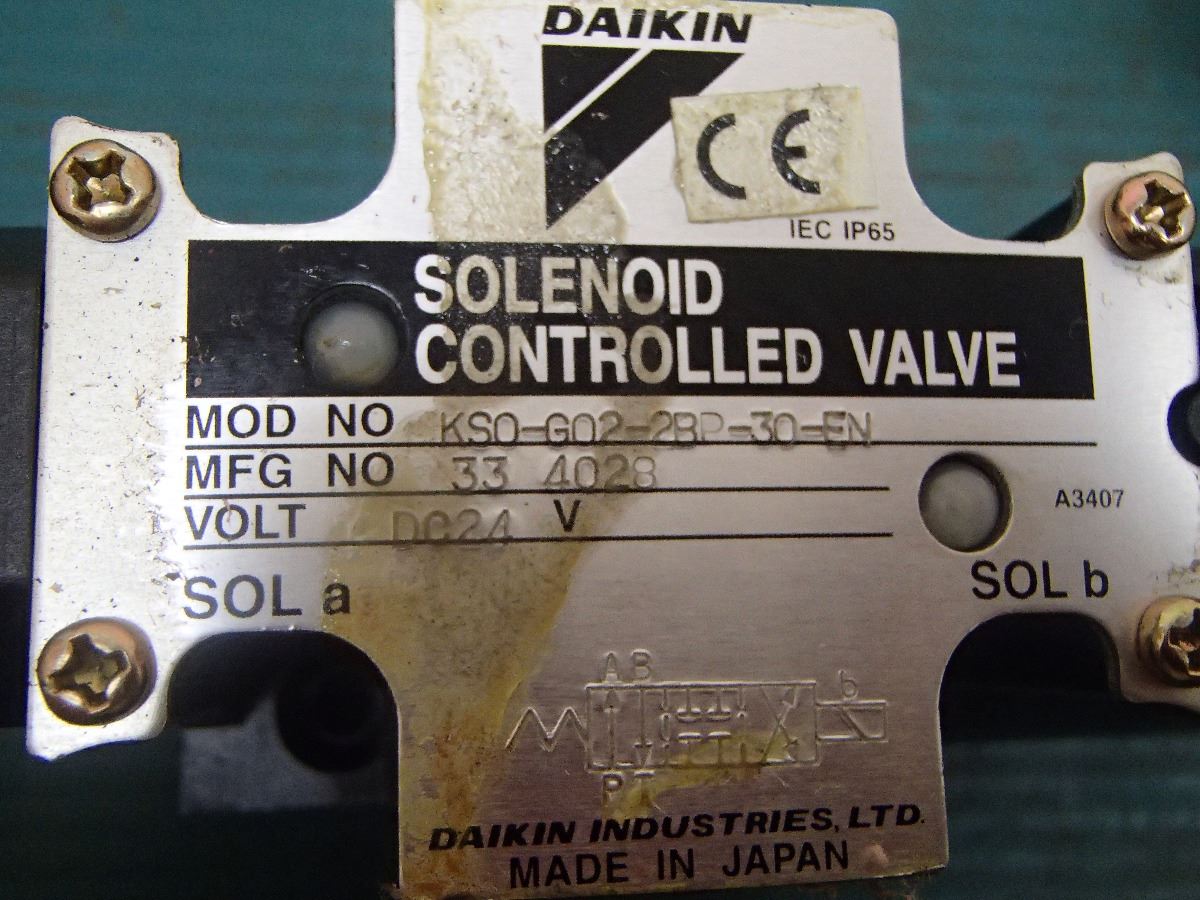 DAIKIN
CE
IEC IP65
SOLENOID
CONTROLLED VALVE
MOD NO KSO-G02-2BP-30-EN
MFG NO 33 4028
VOLT DC24 V
A3407
SOL a
SOL b
A B
b
P T
DAIKIN INDUSTRIES, LTD.
MADE IN JAPAN